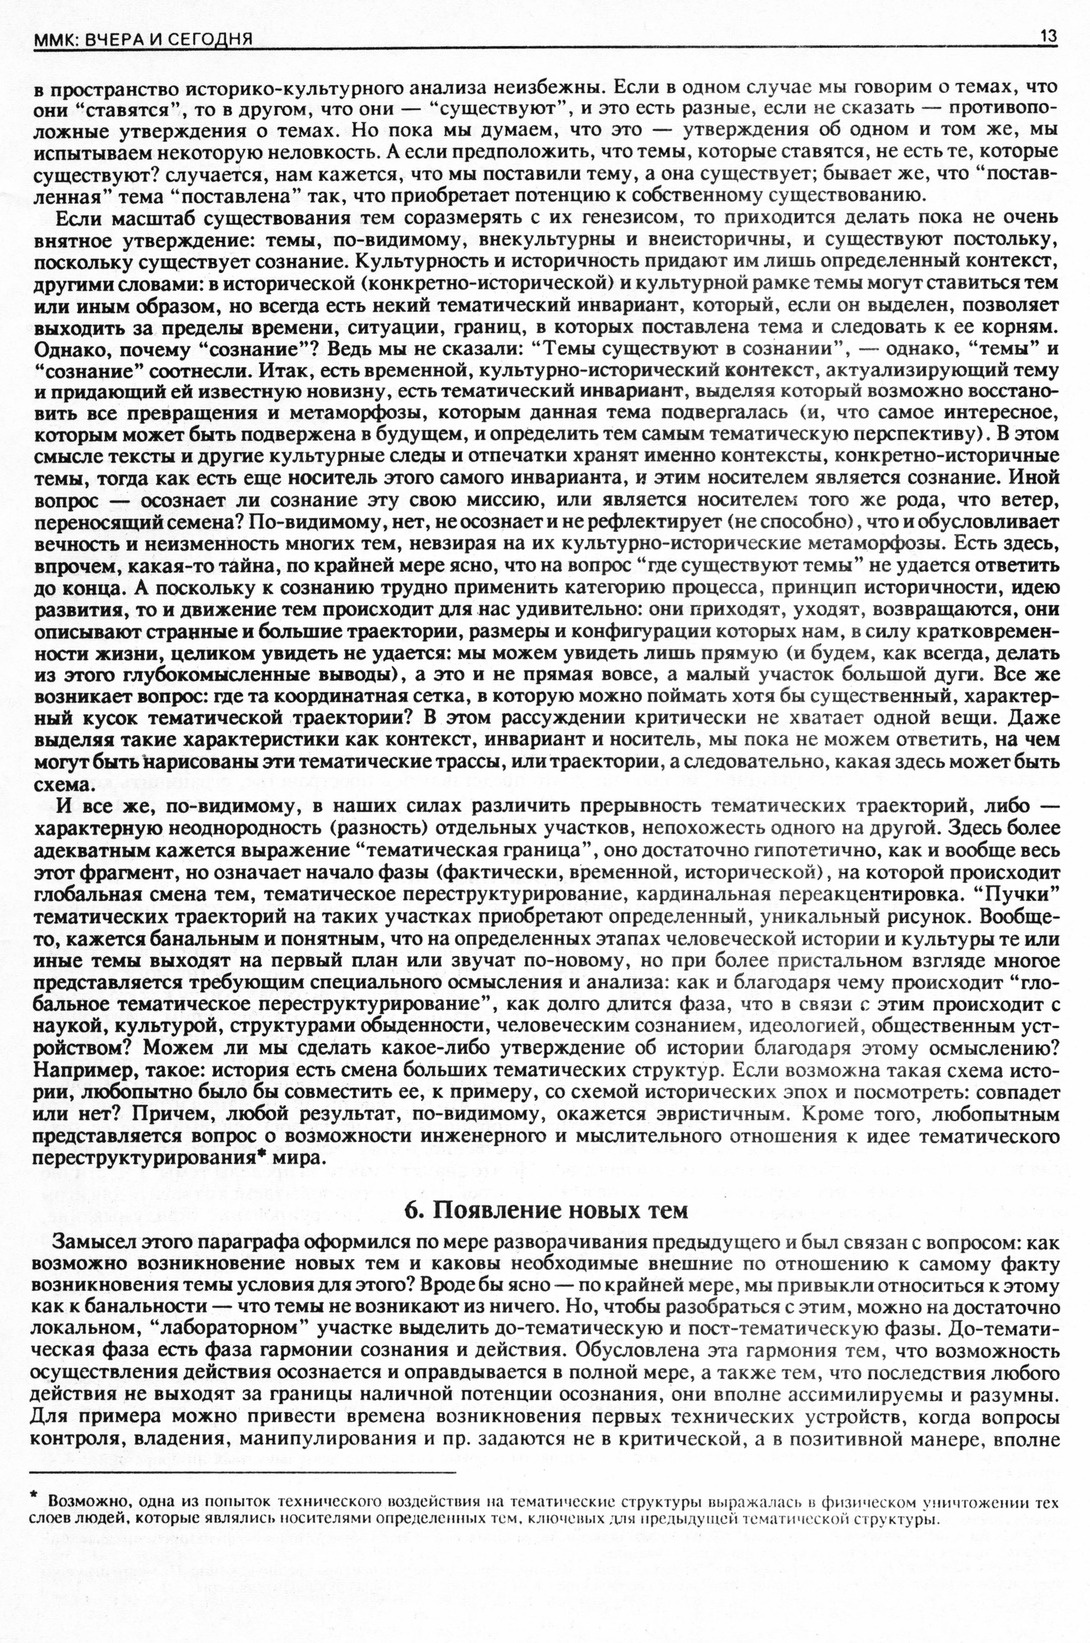 ММК: ВЧЕРА И СЕГОДНЯ 13
в пространство историко-культурного анализа неизбежны. Если в одном случае мы говорим о темах, что
они “ставятся”, то в другом, что они — “существуют”, и это есть разные, если не сказать — противопо-
ложные утверждения о темах. Но пока мы думаем, что это — утверждения об одном и том же, мы
испытываем некоторую неловкость. А если предположить, что темы, которые ставятся, не есть те, которые
существуют? случается, нам кажется, что мы поставили тему, а она существует; бывает же, что “постав-
ленная” тема “поставлена” так, что приобретает потенцию к собственному существованию.
Если масштаб существования тем соразмерять с их генезисом, то приходится делать пока не очень
внятное утверждение: темы, по-видимому, внекультурны и внеисторичны, и существуют постольку,
поскольку существует сознание. Культурность и историчность придают им лишь определенный контекст,
другими словами: в исторической (конкретно-исторической) и культурной рамке темы могут ставиться тем
или иным образом, но всегда есть некий тематический инвариант, который, если он выделен, позволяет
выходить за пределы времени, ситуации, границ, в которых поставлена тема и следовать к ее корням.
Однако, почему “сознание”? Ведь мы не сказали: “Темы существуют в сознании”, — однако, “темы” и
“сознание” соотнесли. Итак, есть временной, культурно-исторический контекст, актуализирующий тему
и придающий ей известную новизну, есть тематический инвариант, выделяя который возможно восстано-
вить все превращения и метаморфозы, которым данная тема подвергалась (и, что самое интересное,
которым может быть подвержена в будущем, и определить тем самым тематическую перспективу). В этом
смысле тексты и другие культурные следы и отпечатки хранят именно контексты, конкретно-историчные
темы, тогда как есть еще носитель этого самого инварианта, и этим носителем является сознание. Иной
вопрос — осознает ли сознание эту свою миссию, или является носителем того же рода, что ветер,
переносящий семена? По-видимому, нет, не осознает и не рефлектирует (не способно), что и обусловливает
вечность и неизменность многих тем, невзирая на их культурно-исторические метаморфозы. Есть здесь,
впрочем, какая-то тайна, по крайней мере ясно, что на вопрос “где существуют темы” не удается ответить
до конца. А поскольку к сознанию трудно применить категорию процесса, принцип историчности, идею
развития, то и движение тем происходит для нас удивительно: они приходят, уходят, возвращаются, они
описывают странные и большие траектории, размеры и конфигурации которых нам, в силу кратковремен-
ности жизни, целиком увидеть не удается: мы можем увидеть лишь прямую (и будем, как всегда, делать
из этого глубокомысленные выводы), а это и не прямая вовсе, а малый участок большой дуги. Все же
возникает вопрос: где та координатная сетка, в которую можно поймать хотя бы существенный, характер-
ный кусок тематической траектории? В этом рассуждении критически не хватает одной вещи. Даже
выделяя такие характеристики как контекст, инвариант и носитель, мы пока не можем ответить, на чем
могут быть нарисованы эти тематические трассы, или траектории, а следовательно, какая здесь может быть
схема.
И все же, по-видимому, в наших силах различить прерывность тематических траекторий, либо —
характерную неоднородность (разность) отдельных участков, непохожесть одного на другой. Здесь более
адекватным кажется выражение “тематическая граница”, оно достаточно гипотетично, как и вообще весь
этот фрагмент, но означает начало фазы (фактически, временной, исторической), на которой происходит
глобальная смена тем, тематическое переструктурирование, кардинальная переакцентировка. “Пучки”
тематических траекторий на таких участках приобретают определенный, уникальный рисунок. Вообще-
то, кажется банальным и понятным, что на определенных этапах человеческой истории и культуры те или
иные темы выходят на первый план или звучат по-новому, но при более пристальном взгляде многое
представляется требующим специального осмысления и анализа: как и благодаря чему происходит “гло-
бальное тематическое переструктурирование”, как долго длится фаза, что в связи с этим происходит с
наукой, культурой, структурами обыденности, человеческим сознанием, идеологией, общественным уст-
ройством? Можем ли мы сделать какое-либо утверждение об истории благодаря этому осмыслению?
Например, такое: история есть смена больших тематических структур. Если возможна такая схема исто-
рии, любопытно было бы совместить ее, к примеру, со схемой исторических эпох и посмотреть: совпадет
или нет? Причем, любой результат, по-видимому, окажется эвристичным. Кроме того, любопытным
представляется вопрос о возможности инженерного и мыслительного отношения к идее тематического
переструктурирования* мира.
6. Появление новых тем
Замысел этого параграфа оформился по мере разворачивания предыдущего и был связан с вопросом: как
возможно возникновение новых тем и каковы необходимые внешние по отношению к самому факту
возникновения темы условия для этого? Вроде бы ясно — по крайней мере, мы привыкли относиться к этому
как к банальности — что темы не возникают из ничего. Но, чтобы разобраться с этим, можно на достаточно
локальном, “лабораторном” участке выделить до-тематическую и пост-тематическую фазы. До-темати-
ческая фаза есть фаза гармонии сознания и действия. Обусловлена эта гармония тем, что возможность
осуществления действия осознается и оправдывается в полной мере, а также тем, что последствия любого
действия не выходят за границы наличной потенции осознания, они вполне ассимилируемы и разумны.
Для примера можно привести времена возникновения первых технических устройств, когда вопросы
контроля, владения, манипулирования и пр. задаются не в критической, а в позитивной манере, вполне
* Возможно, одна из попыток технического воздействия на тематические структуры выражалась в физическом уничтожении тех
слоев людей, которые являлись носителями определенных тем, ключевых для предыдущей тематической структуры.